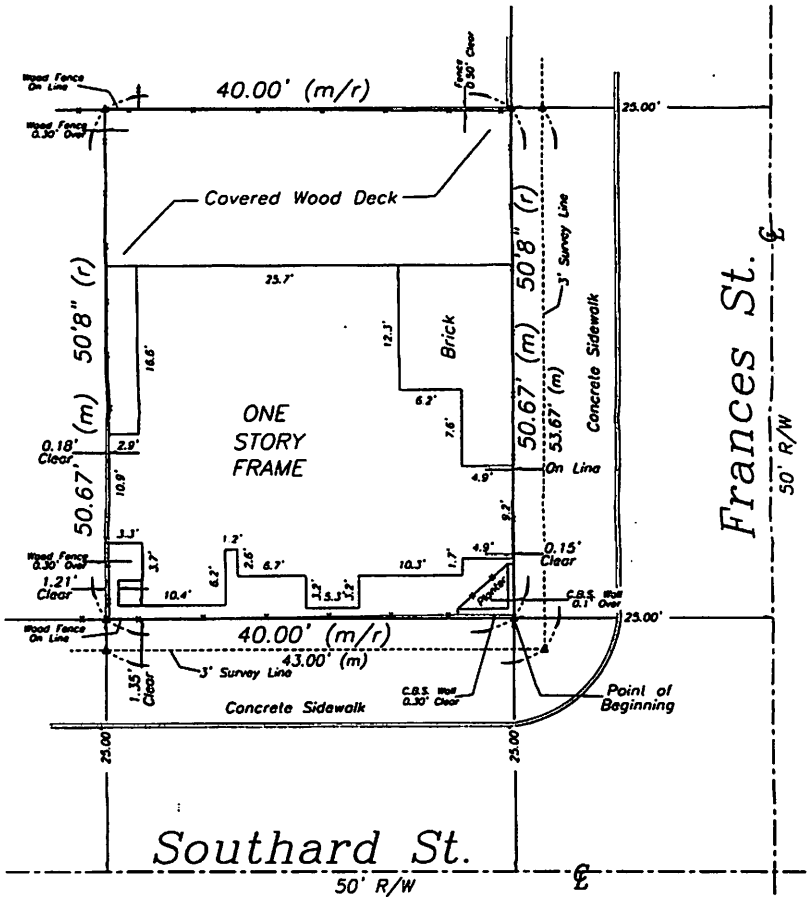 Wood Fence
On Line
40.00' (m/r)
Fence
0.50' Clear
25.00'
Wood Fence
0.30' Over
Covered Wood Deck
50'8" (r)
50'8" (r)
3' Survey Line
25.7'
16.6'
12.3'
Brick
6.2'
7.6'
4.9'
On Line
ONE
STORY
FRAME
50.67' (m)
50.67' (m)
53.67' (m)
Concrete Sidewalk
Frances St.
50' R/W
℄
0.18'
Clear
2.9'
10.9'
9.2'
3.3'
3.7'
Wood Fence
0.30' Over
1.21'
Clear
10.4'
6.2'
1.2'
2.6'
6.7'
3.2'
5.3'
3.2'
10.3'
1.7'
4.9'
0.15'
Clear
Planter
C.B.S. Wall
0.1' Over
25.00'
Wood Fence
On Line
40.00' (m/r)
43.00' (m)
3' Survey Line
1.35'
Clear
C.B.S. Wall
0.30' Clear
Point of
Beginning
Concrete Sidewalk
25.00'
25.00'
Southard St.
50' R/W
℄